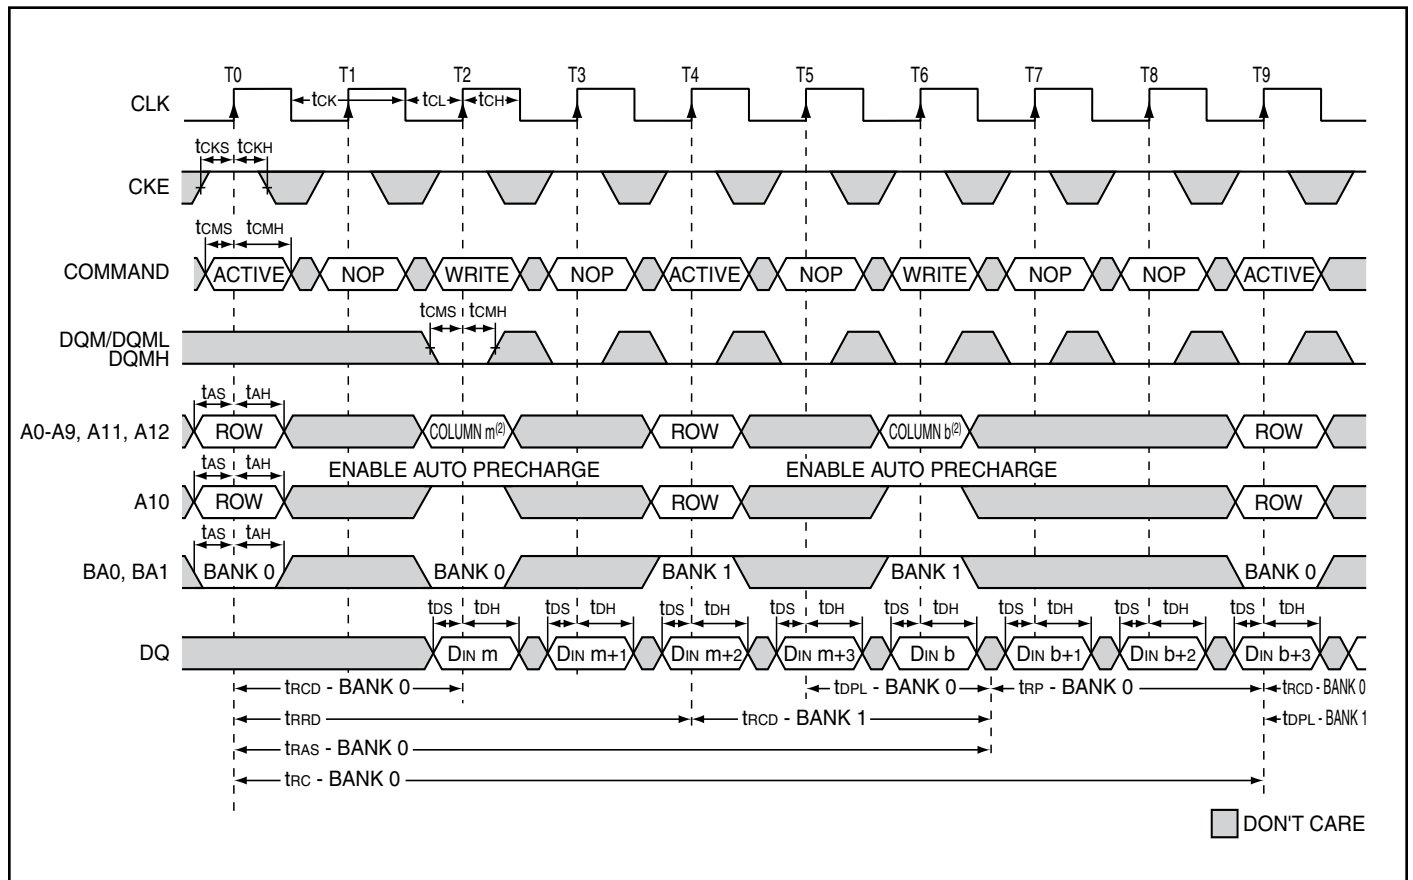 T0 T1 T2 T3 T4 T5 T6 T7 T8 T9
CLK
tCK tCL tCH
tCKS tCKH
CKE
tCMS tCMH
COMMAND ACTIVE NOP WRITE NOP ACTIVE NOP WRITE NOP NOP ACTIVE
tCMS tCMH
DQM/DQML
DQMH
tAS tAH
A0-A9, A11, A12 ROW COLUMN m(2) ROW COLUMN b(2) ROW
tAS tAH ENABLE AUTO PRECHARGE ENABLE AUTO PRECHARGE
A10 ROW ROW ROW
tAS tAH
BA0, BA1 BANK 0 BANK 0 BANK 1 BANK 1 BANK 0
tDS tDH tDS tDH tDS tDH tDS tDH tDS tDH tDS tDH tDS tDH tDS tDH
DQ DIN m DIN m+1 DIN m+2 DIN m+3 DIN b DIN b+1 DIN b+2 DIN b+3
tRCD - BANK 0 tDPL - BANK 0 tRP - BANK 0 tRCD - BANK 0
tRRD tRCD - BANK 1 tDPL - BANK 1
tRAS - BANK 0
tRC - BANK 0
DON'T CARE